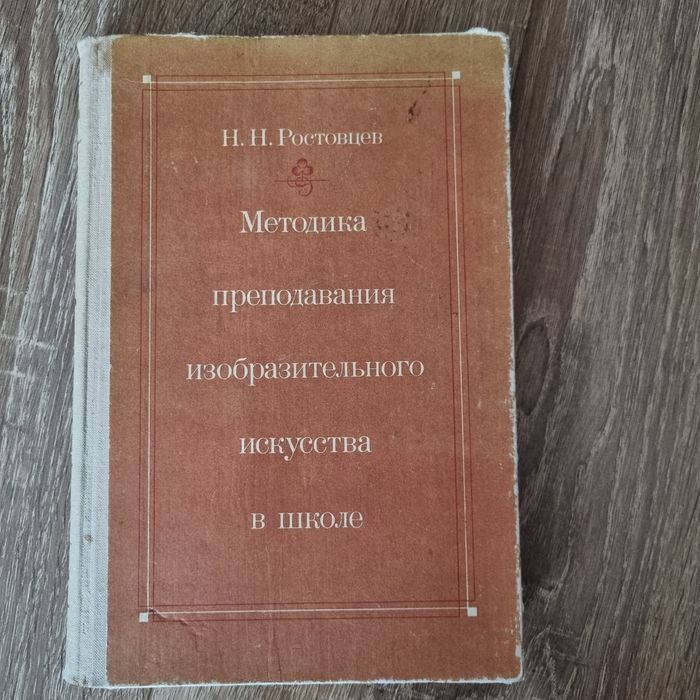 Н. Н. Ростовцев
Методика
преподавания
изобразительного
искусства
в школе